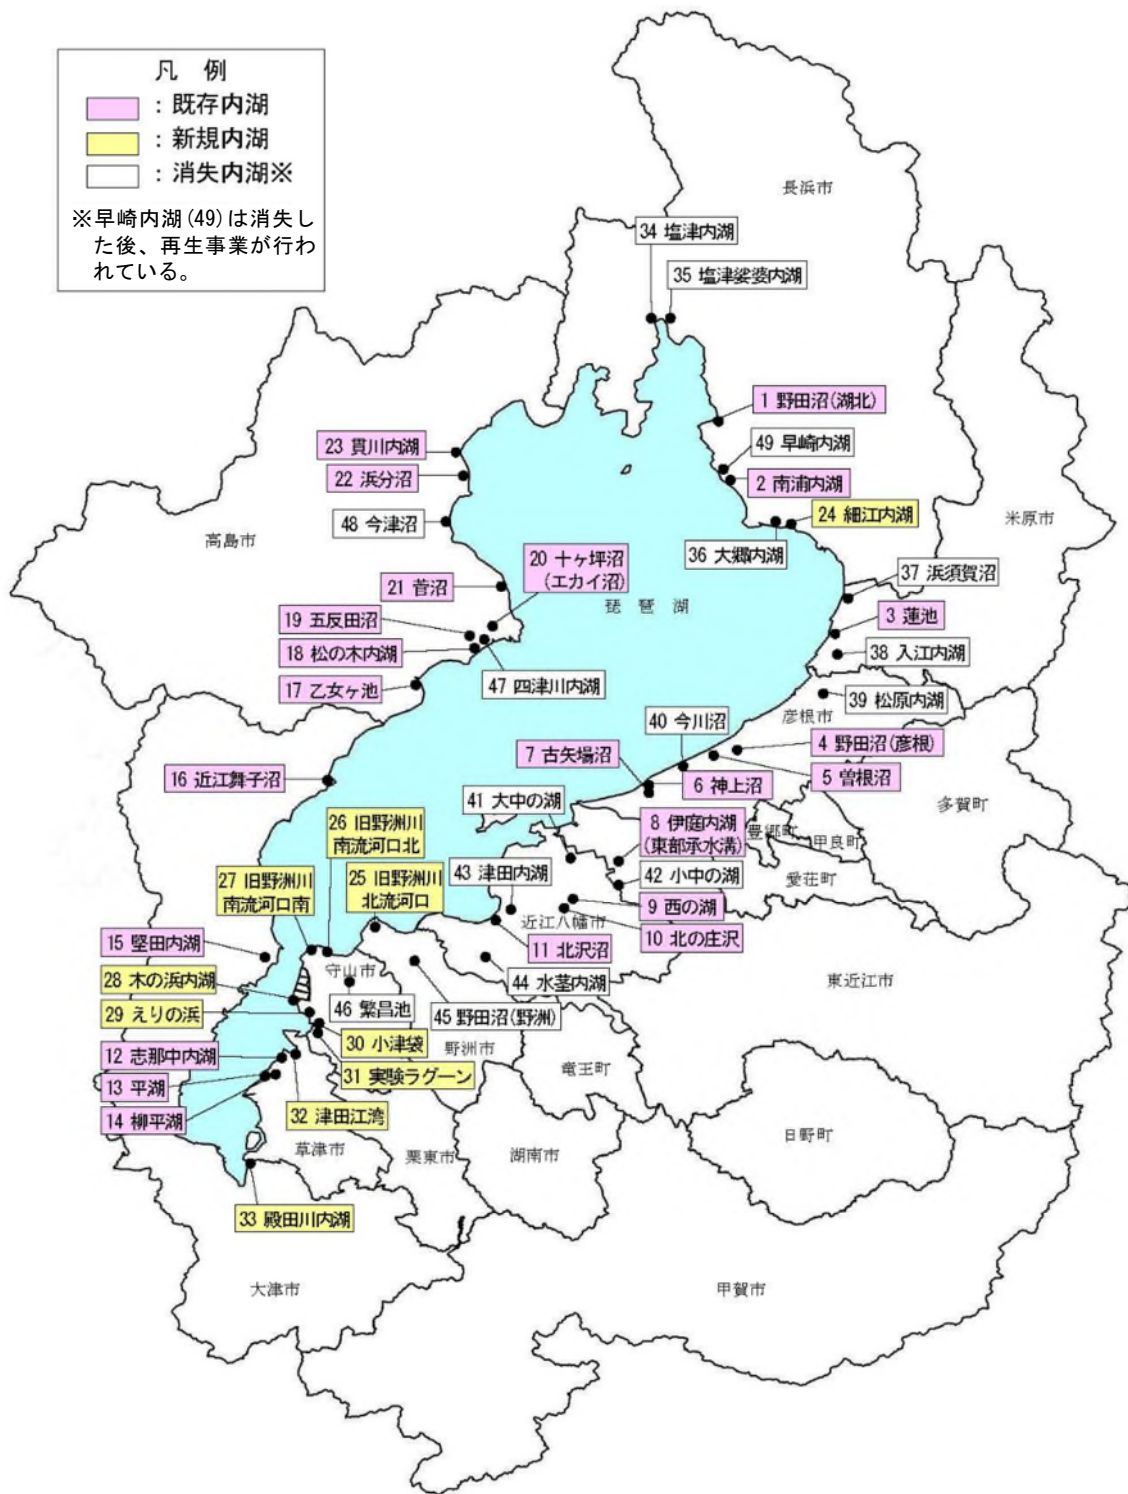 凡 例
：既存内湖
：新規内湖
：消失内湖※
※早崎内湖(49)は消失し
た後、再生事業が行わ
れている。
長浜市
34 塩津内湖
35 塩津娑婆内湖
1 野田沼(湖北)
23 貫川内湖
49 早崎内湖
22 浜分沼
2 南浦内湖
48 今津沼
24 細江内湖
米原市
高島市
36 大郷内湖
20 十ヶ坪沼
(エカイ沼)
37 浜須賀沼
21 菅沼
琵琶湖
19 五反田沼
3 蓮池
18 松の木内湖
38 入江内湖
47 四津川内湖
17 乙女ヶ池
39 松原内湖
彦根市
40 今川沼
4 野田沼(彦根)
7 古矢場沼
5 曽根沼
16 近江舞子沼
6 神上沼
41 大中の湖
多賀町
26 旧野洲川
南流河口北
8 伊庭内湖
(東部承水溝)
豊郷町
甲良町
27 旧野洲川
南流河口南
25 旧野洲川
北流河口
43 津田内湖
42 小中の湖
愛荘町
9 西の湖
近江八幡市
10 北の庄沢
11 北沢沼
15 堅田内湖
守山市
44 水茎内湖
東近江市
28 木の浜内湖
46 繁昌池
45 野田沼(野洲)
29 えりの浜
30 小津袋
野洲市
12 志那中内湖
31 実験ラグーン
竜王町
13 平湖
14 柳平湖
32 津田江湾
草津市
栗東市
湖南市
日野町
33 殿田川内湖
大津市
甲賀市